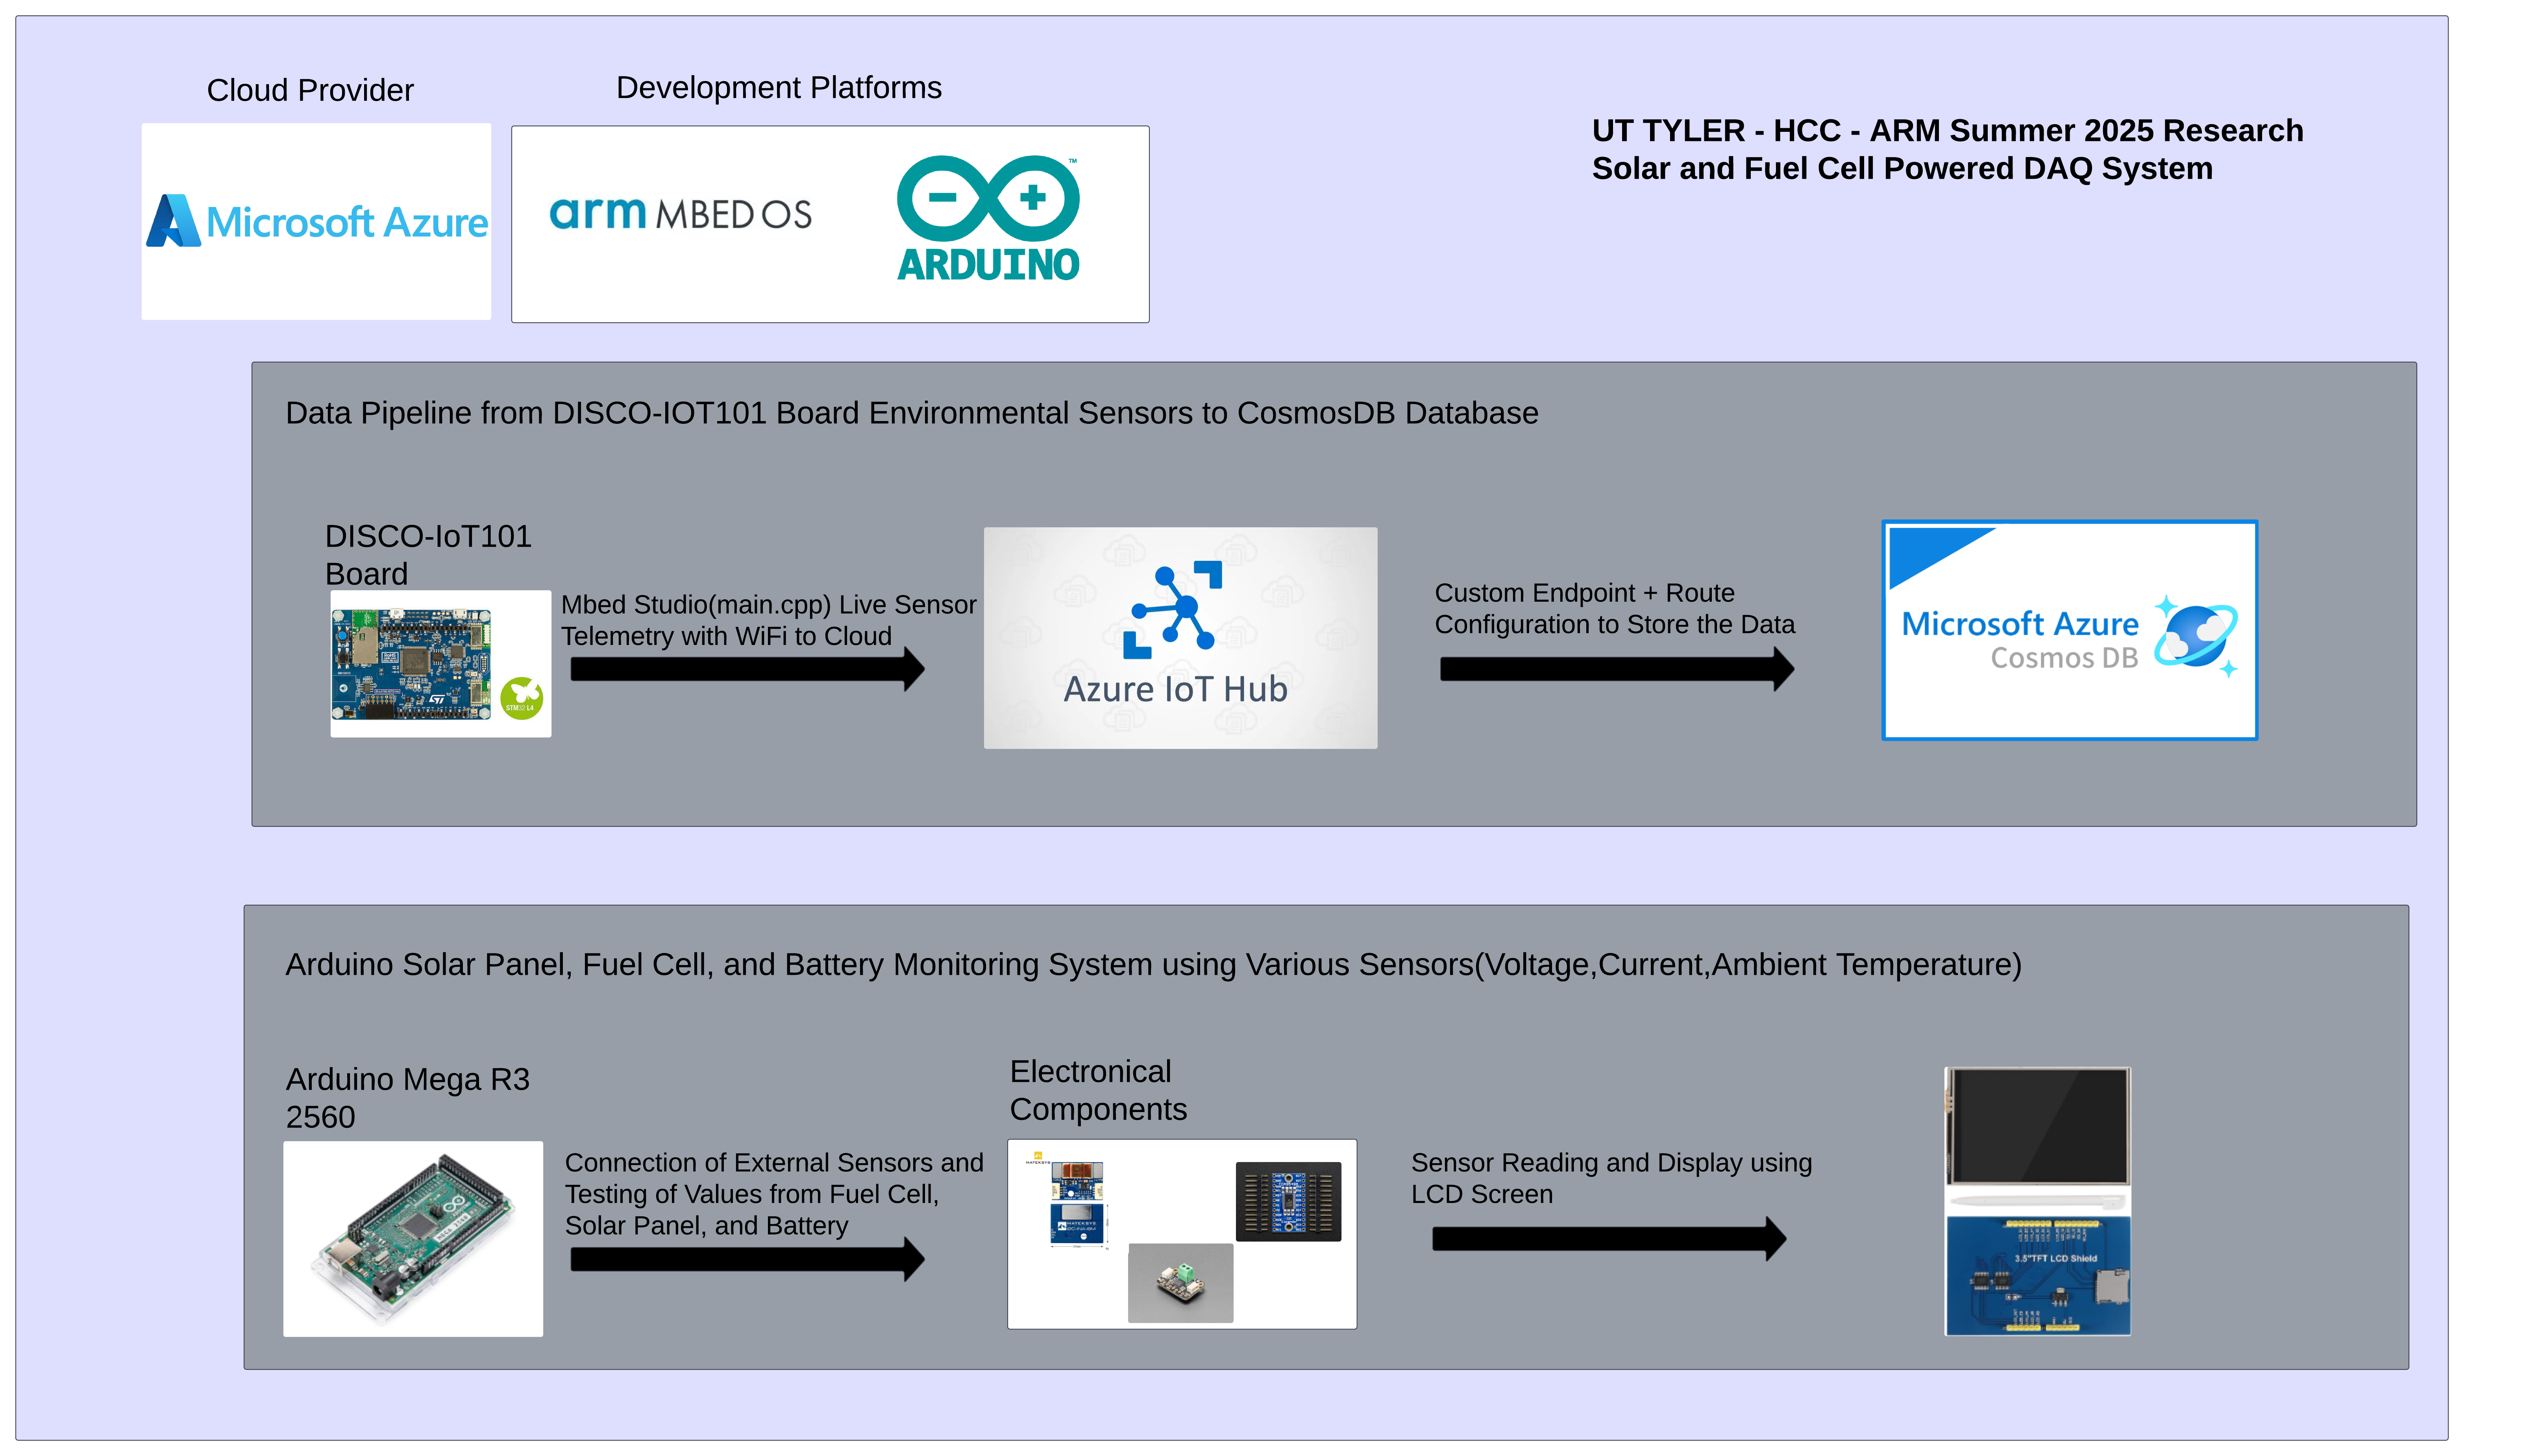 Cloud Provider
Development Platforms
UT TYLER - HCC - ARM Summer 2025 Research
Solar and Fuel Cell Powered DAQ System
Microsoft Azure
arm MBED OS
™
ARDUINO
Data Pipeline from DISCO-IOT101 Board Environmental Sensors to CosmosDB Database
DISCO-IoT101
Board
STM32 L4
Mbed Studio(main.cpp) Live Sensor
Telemetry with WiFi to Cloud
Azure IoT Hub
Custom Endpoint + Route
Configuration to Store the Data
Microsoft Azure
Cosmos DB
Arduino Solar Panel, Fuel Cell, and Battery Monitoring System using Various Sensors(Voltage,Current,Ambient Temperature)
Arduino Mega R3
2560
Connection of External Sensors and
Testing of Values from Fuel Cell,
Solar Panel, and Battery
Electronical
Components
MATEKSYS
MATEKSYS
Sensor Reading and Display using
LCD Screen
3.5"TFT LCD Shield